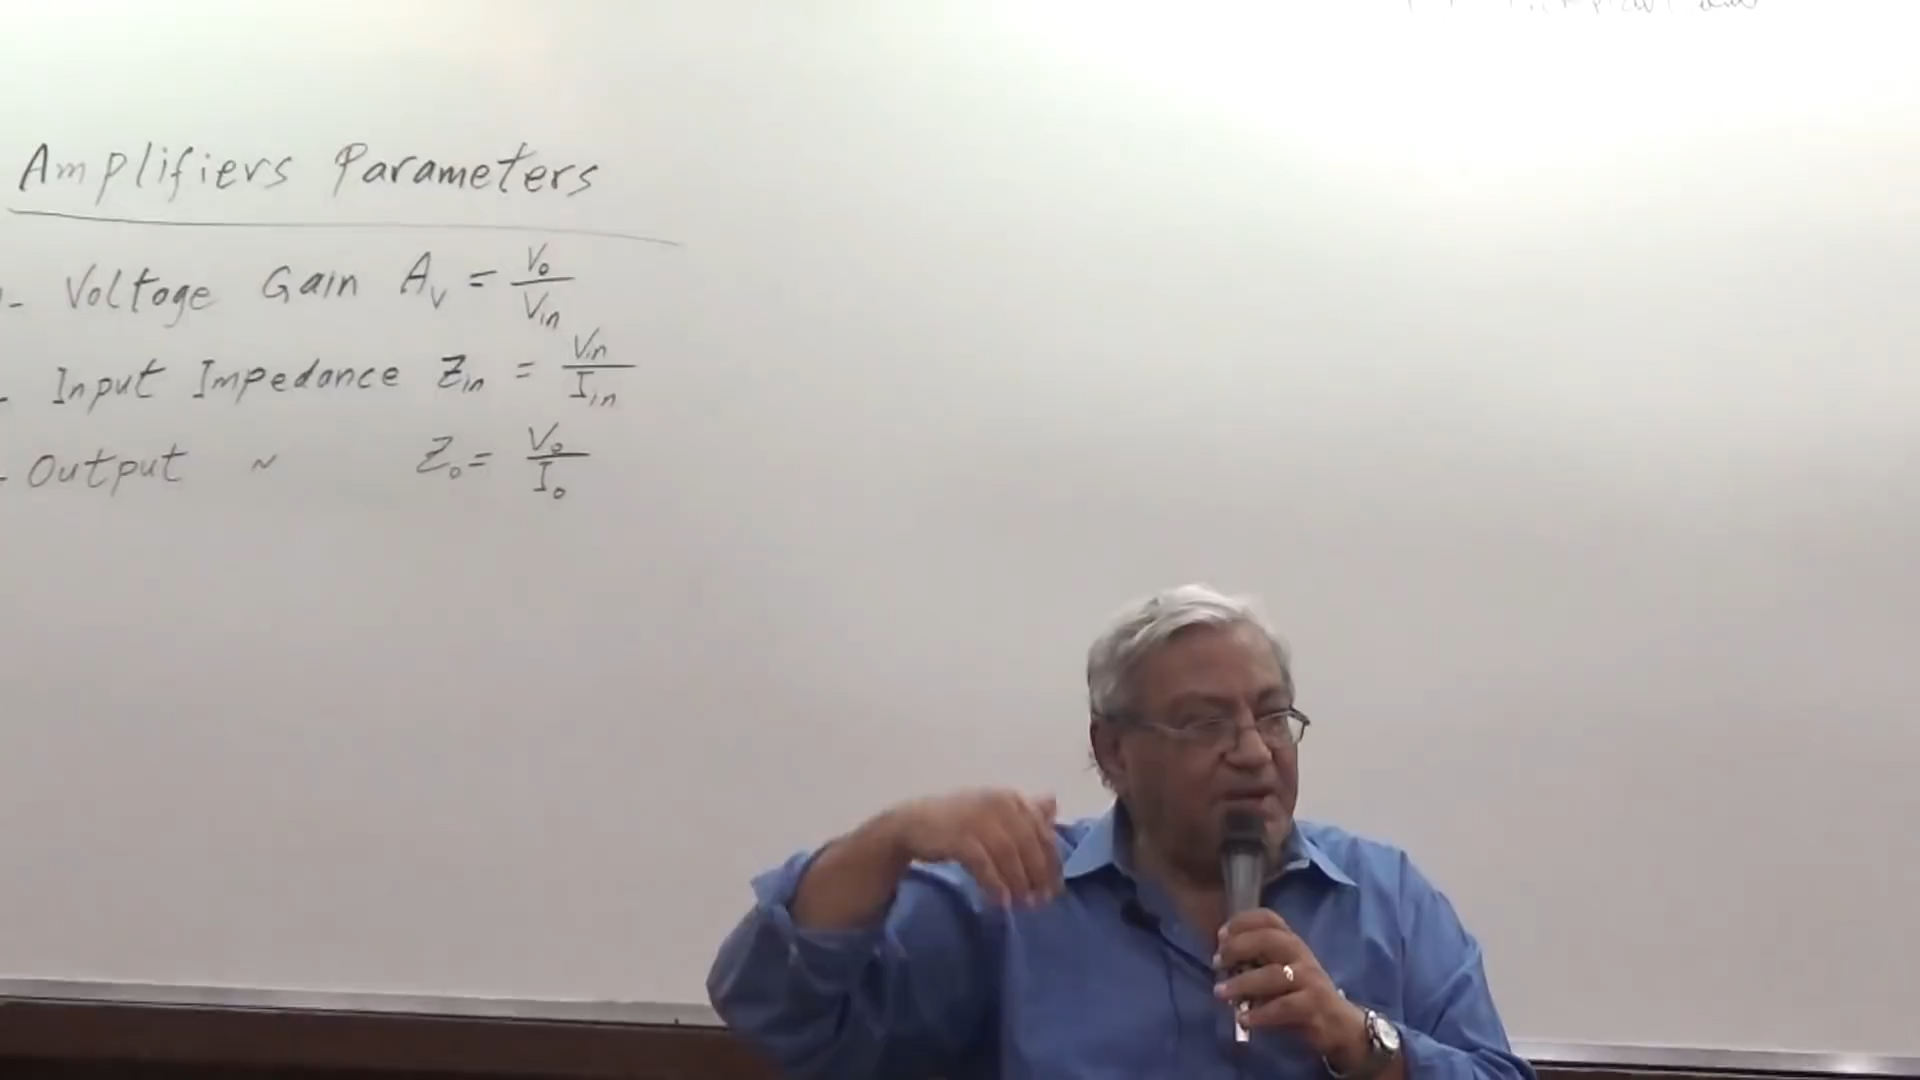 Amplifiers Parameters
- Voltage Gain Av = Vo/Vin
- Input Impedance Zin = Vin/Iin
- Output ~ Zo = Vo/Io